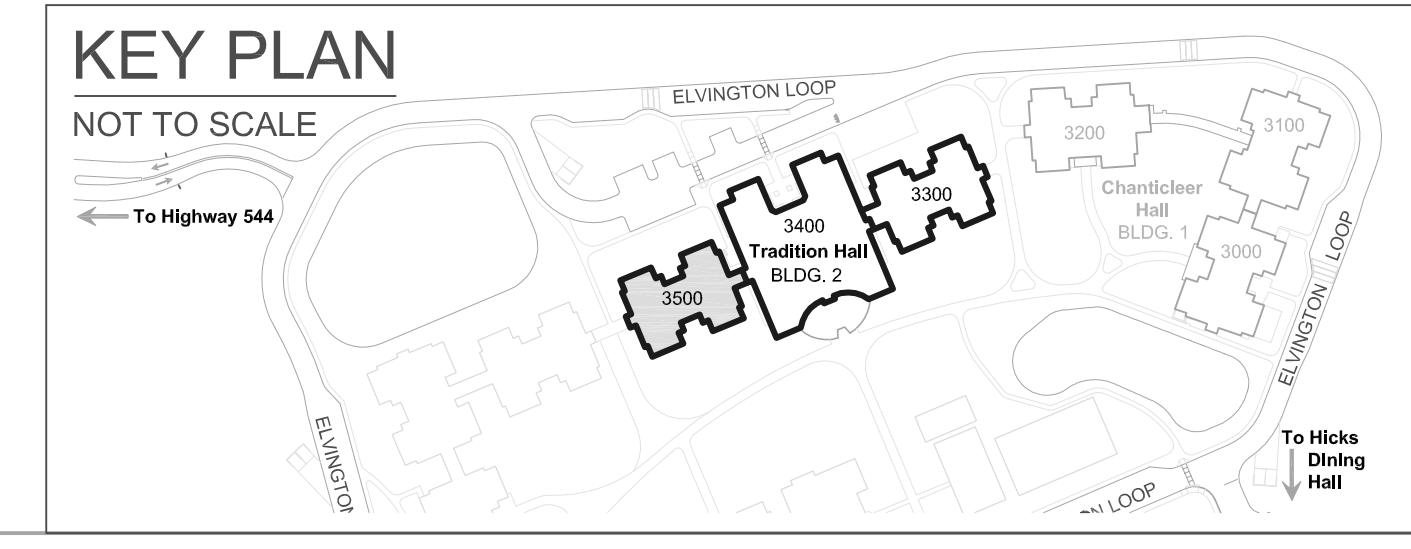 KEY PLAN
NOT TO SCALE
ELVINGTON LOOP
3200
3100
3300
3400
Tradition Hall
BLDG. 2
Chanticleer
Hall
BLDG. 1
3000
To Highway 544
3500
ELVINGTON LOOP
ELVINGTON
To Hicks
Dining
Hall
ON LOOP